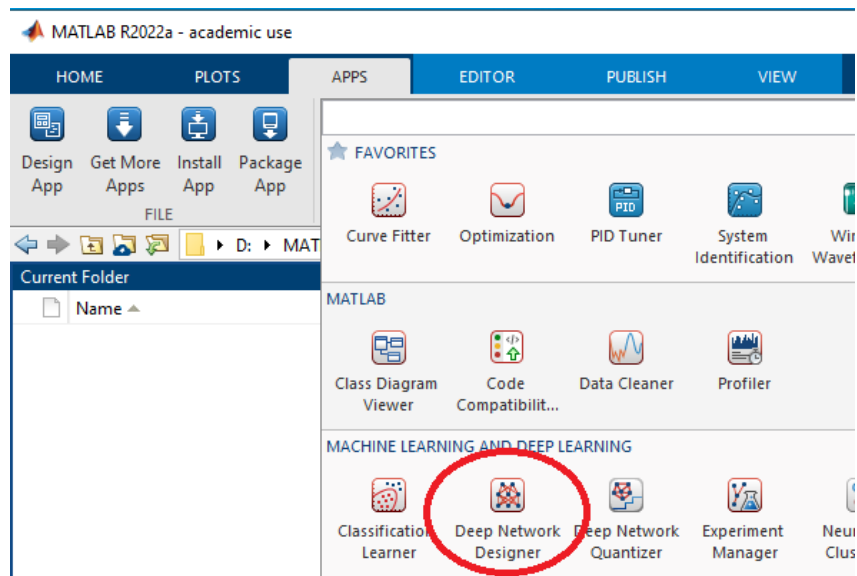 MATLAB R2022a - academic use
HOME PLOTS APPS EDITOR PUBLISH VIEW
Design App
Get More Apps
Install App
Package App
FILE
D: MAT
Current Folder
Name
FAVORITES
Curve Fitter
Optimization
PID
PID Tuner
System Identification
MATLAB
Class Diagram Viewer
Code Compatibilit...
Data Cleaner
Profiler
MACHINE LEARNING AND DEEP LEARNING
Classification Learner
Deep Network Designer
Deep Network Quantizer
Experiment Manager